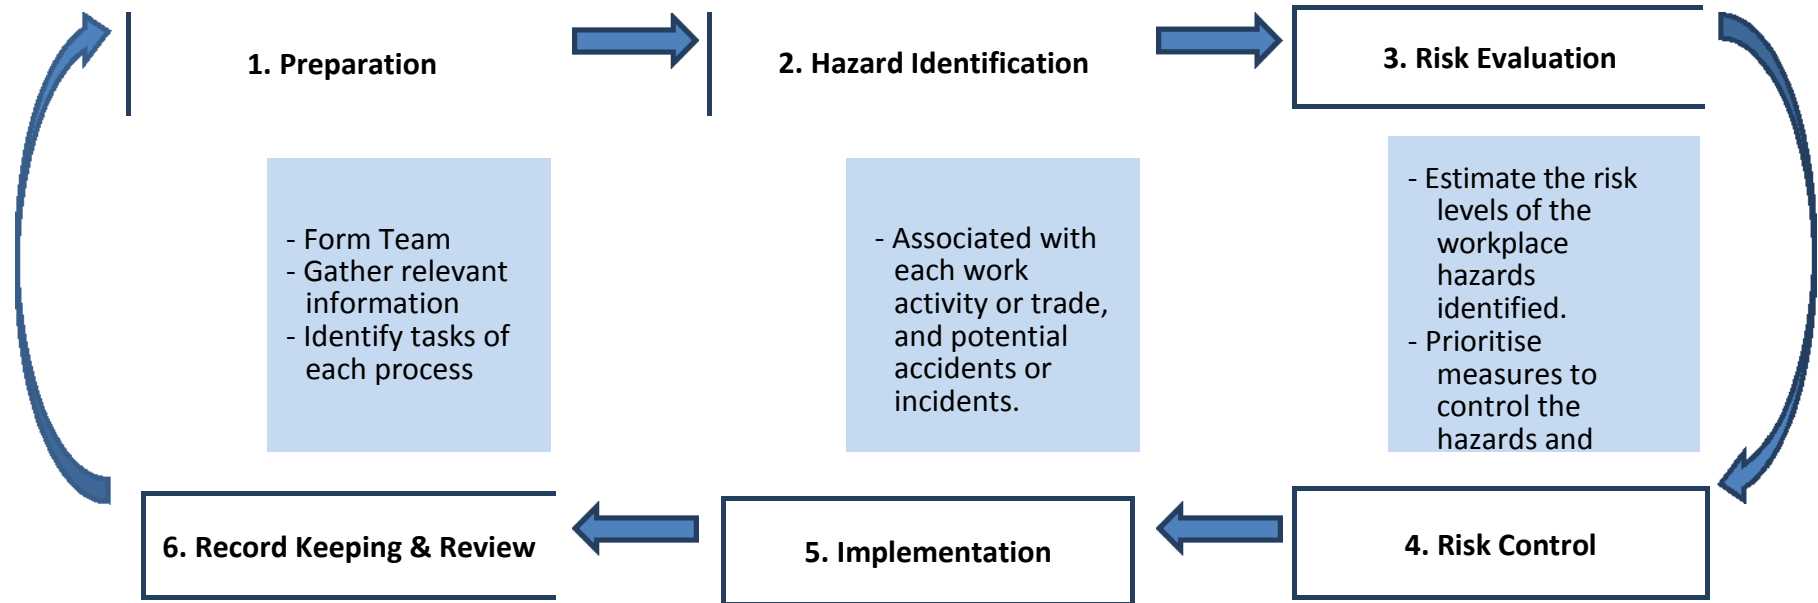 1. Preparation
2. Hazard Identification
3. Risk Evaluation
- Form Team
- Gather relevant
information
- Identify tasks of
each process
- Associated with
each work
activity or trade,
and potential
accidents or
incidents.
- Estimate the risk
levels of the
workplace
hazards
identified.
- Prioritise
measures to
control the
hazards and
6. Record Keeping & Review
5. Implementation
4. Risk Control